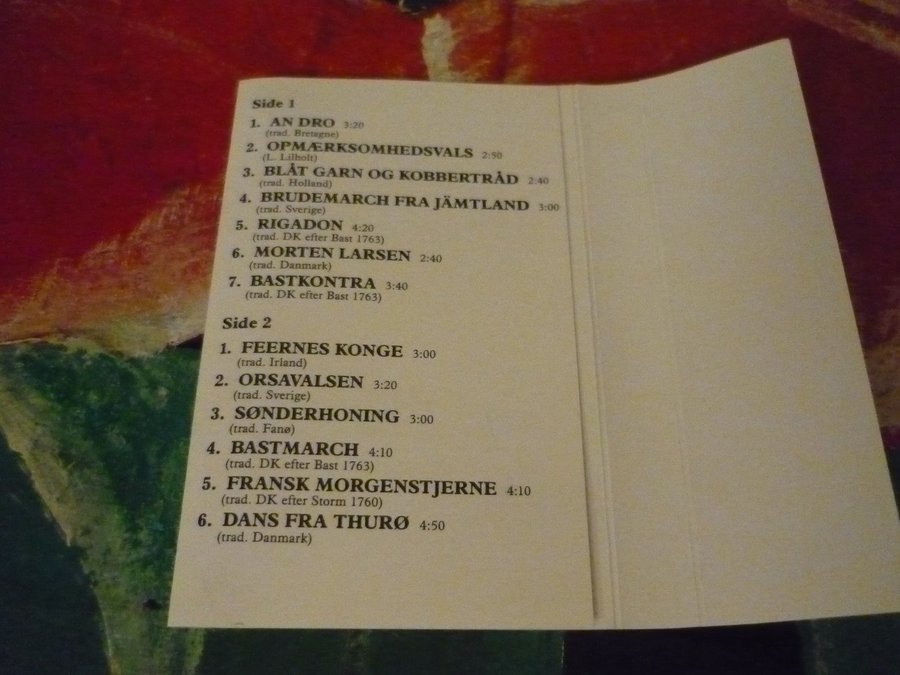 Side 1
1. AN DRO 3:20
(trad. Bretagne)
2. OPMÆRKSOMHEDSVALS 2:50
(L. Lilholt)
3. BLÅT GARN OG KOBBERTRÅD 2:40
(trad. Holland)
4. BRUDEMARCH FRA JÄMTLAND 3:00
(trad. Sverige)
5. RIGADON 4:20
(trad. DK efter Bast 1763)
6. MORTEN LARSEN 2:40
(trad. Danmark)
7. BASTKONTRA 3:40
(trad. DK efter Bast 1763)
Side 2
1. FEERNES KONGE 3:00
(trad. Irland)
2. ORSAVALSEN 3:20
(trad. Sverige)
3. SØNDERHONING 3:00
(trad. Fanø)
4. BASTMARCH 4:10
(trad. DK efter Bast 1763)
5. FRANSK MORGENSTJERNE 4:10
(trad. DK efter Storm 1760)
6. DANS FRA THURØ 4:50
(trad. Danmark)